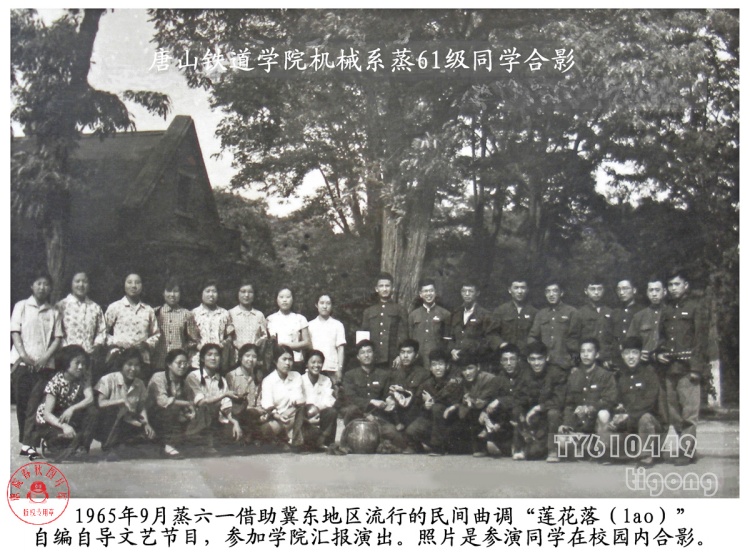 唐山铁道学院机械系蒸61级同学合影
TY610449
tigong
1965年9月蒸六一借助冀东地区流行的民间曲调“莲花落（lao）”
自编自导文艺节目，参加学院汇报演出。照片是参演同学在校园内合影。